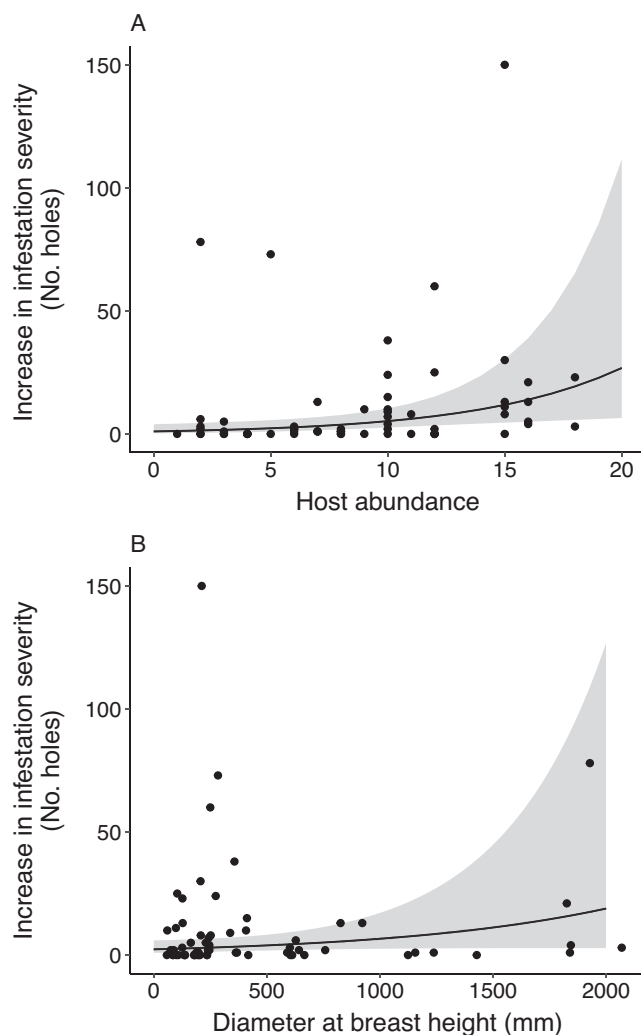 A
Increase in infestation severity
(No. holes)
150
100
50
0
0 5 10 15 20
Host abundance
B
Increase in infestation severity
(No. holes)
150
100
50
0
0 500 1000 1500 2000
Diameter at breast height (mm)